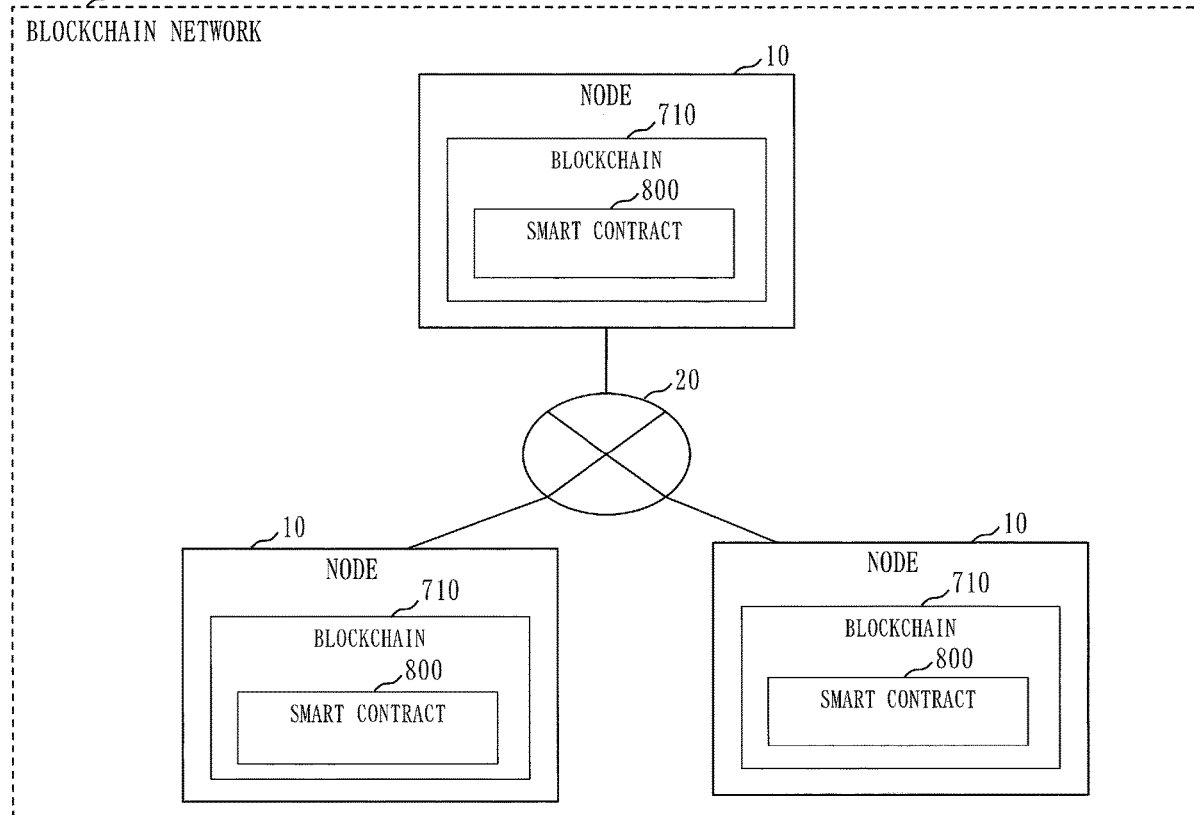 BLOCKCHAIN NETWORK
10
NODE
710
BLOCKCHAIN
800
SMART CONTRACT
20
10
NODE
710
BLOCKCHAIN
800
SMART CONTRACT
10
NODE
710
BLOCKCHAIN
800
SMART CONTRACT